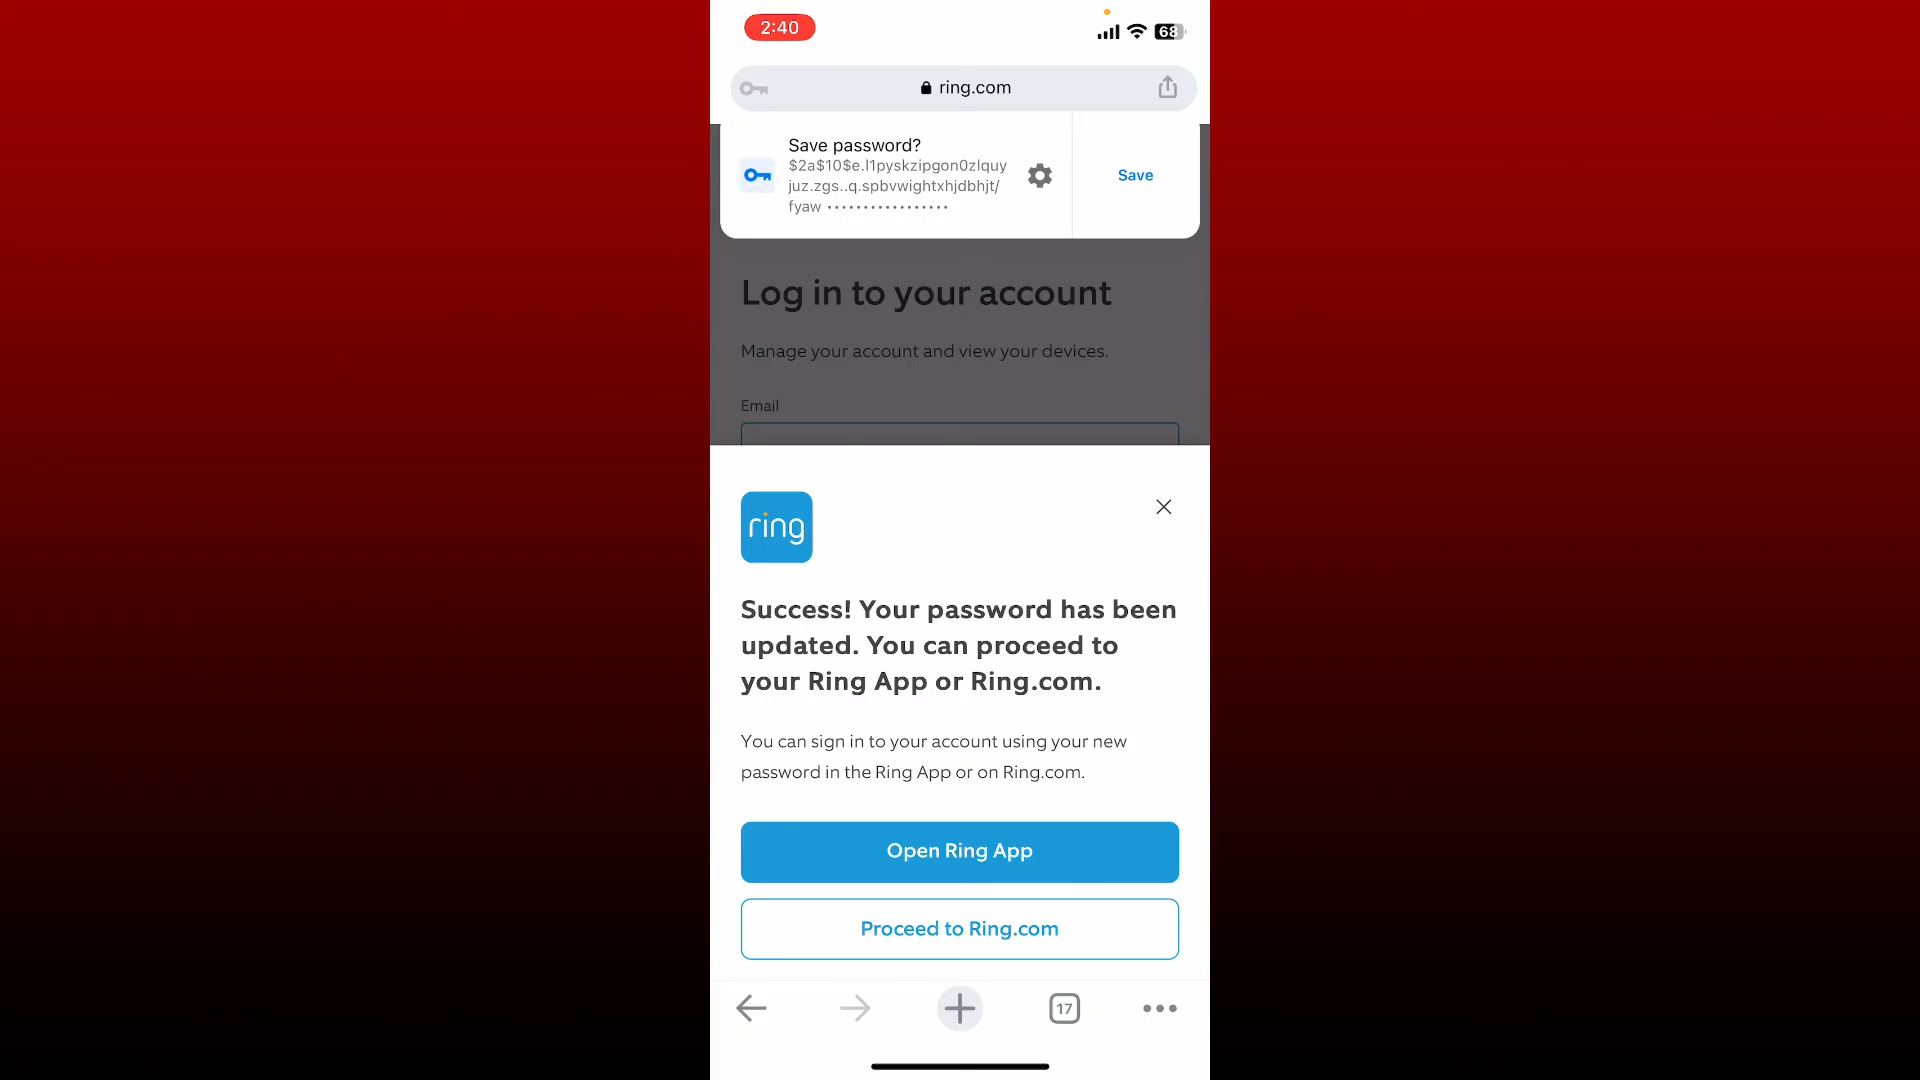 2:40
68
ring.com
Save password?
$2a$10$e.l1pyskzipgon0zlquy
juz.zgs..q.spbvwightxhjdbhjt/
fyaw •••••••••••••••••
Save
Log in to your account
Manage your account and view your devices.
Email
ring
Success! Your password has been
updated. You can proceed to
your Ring App or Ring.com.
You can sign in to your account using your new
password in the Ring App or on Ring.com.
Open Ring App
Proceed to Ring.com
17